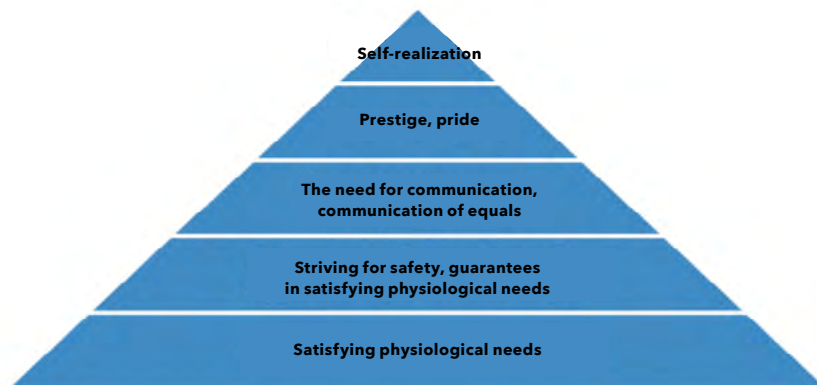 Self-realization
Prestige, pride
The need for communication,
communication of equals
Striving for safety, guarantees
in satisfying physiological needs
Satisfying physiological needs